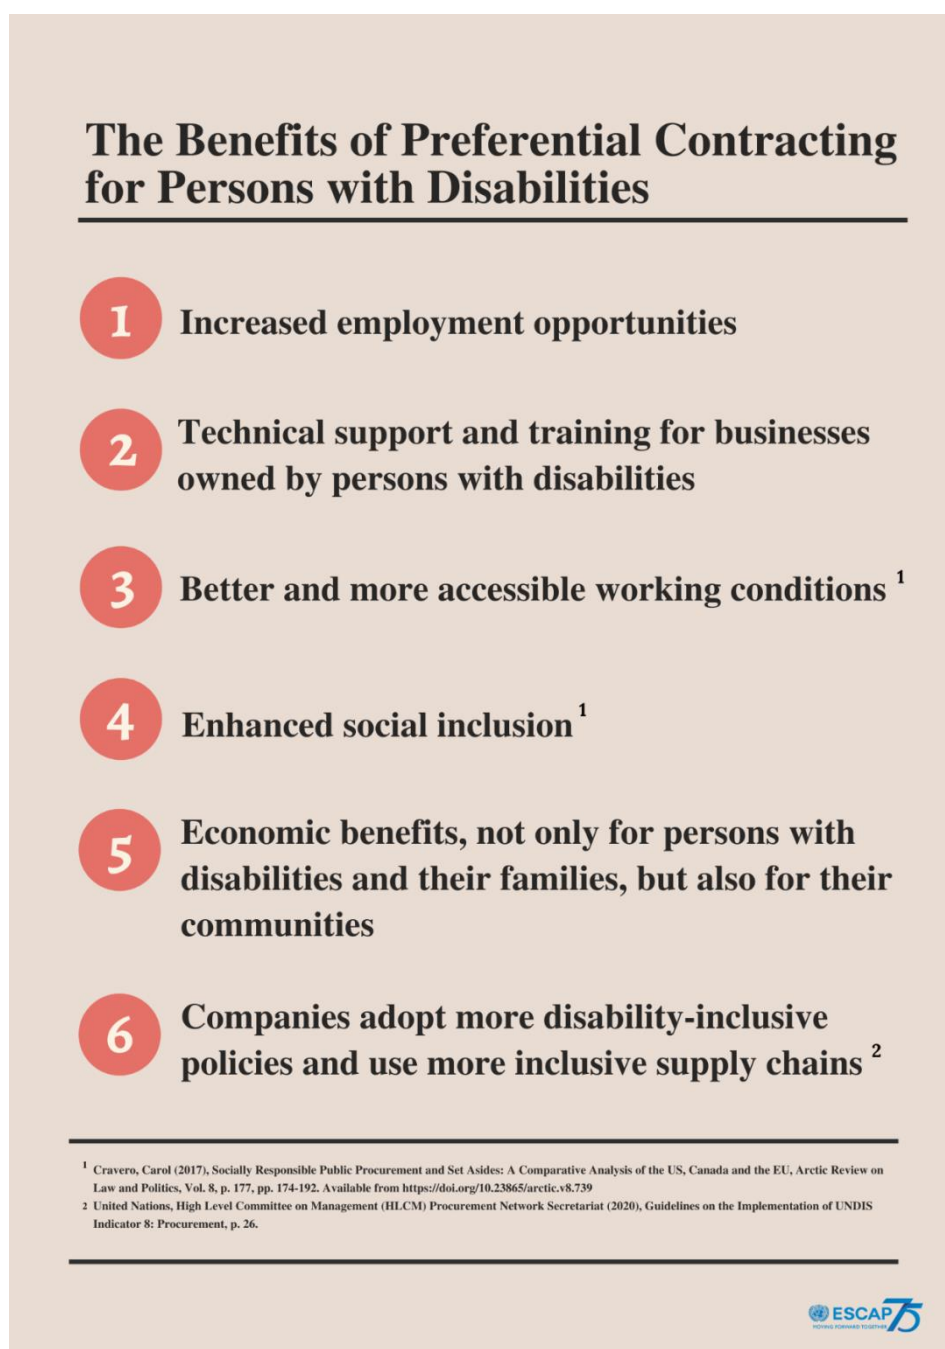 The Benefits of Preferential Contracting
for Persons with Disabilities
1
Increased employment opportunities
2
Technical support and training for businesses
owned by persons with disabilities
3
Better and more accessible working conditions 1
4
Enhanced social inclusion 1
5
Economic benefits, not only for persons with
disabilities and their families, but also for their
communities
6
Companies adopt more disability-inclusive
policies and use more inclusive supply chains 2
1 Cravero, Carol (2017), Socially Responsible Public Procurement and Set Asides: A Comparative Analysis of the US, Canada and the EU, Arctic Review on
Law and Politics, Vol. 8, p. 177, pp. 174-192. Available from https://doi.org/10.23865/arctic.v8.739
2 United Nations, High Level Committee on Management (HLCM) Procurement Network Secretariat (2020), Guidelines on the Implementation of UNDIS
Indicator 8: Procurement, p. 26.
ESCAP 75
MOVING FORWARD TOGETHER